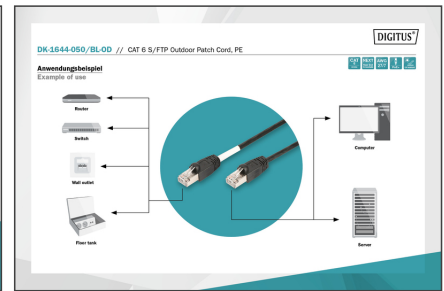 DIGITUS®
DK-1644-050/BL-OD // CAT 6 S/FTP Outdoor Patch Cord, PE
Anwendungsbeispiel
Example of use
Router
Switch
Wall outlet
Floor tank
Computer
Server